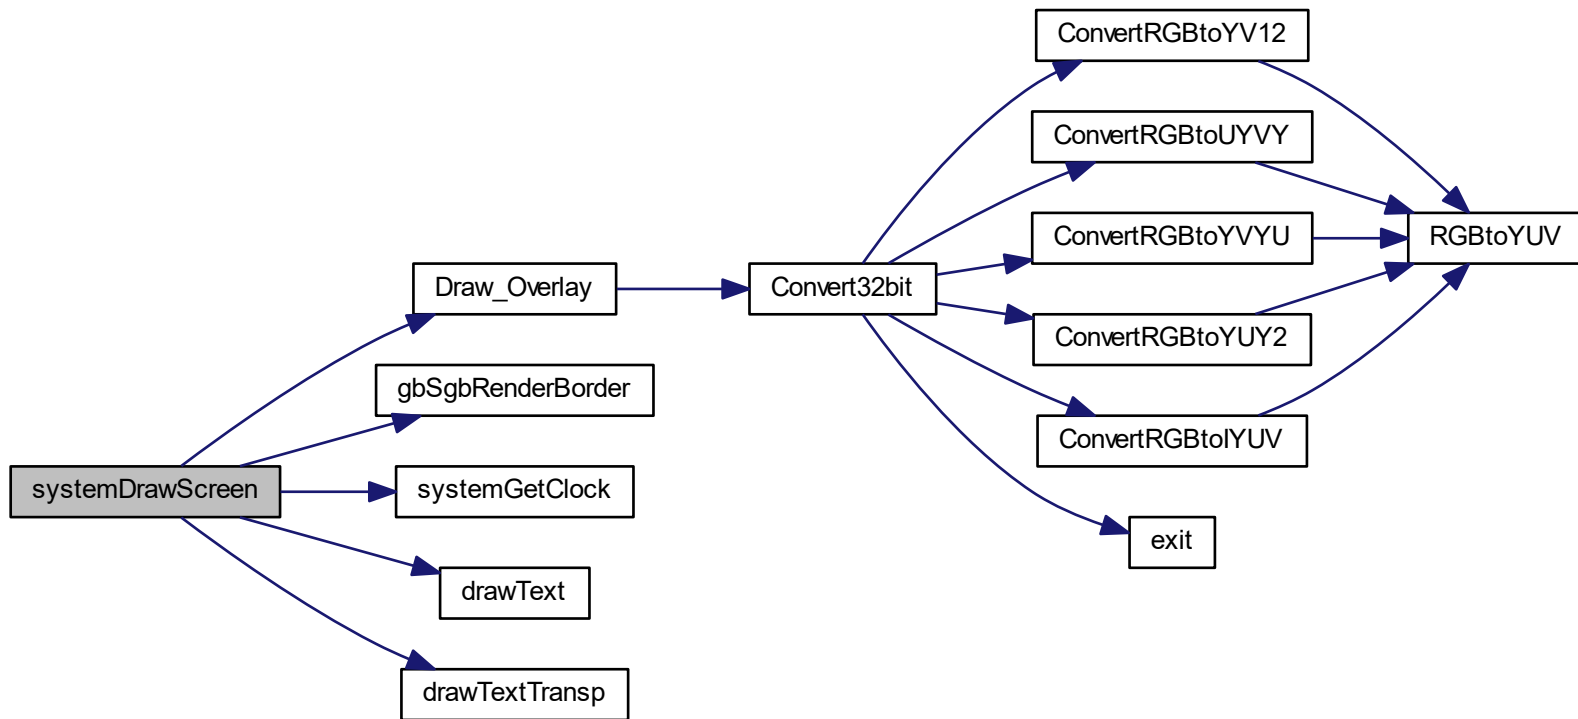 ConvertRGBtoYV12
ConvertRGBtoUYVY
ConvertRGBtoYVYU
RGBtoYUV
Draw_Overlay
Convert32bit
ConvertRGBtoYUY2
gbSgbRenderBorder
ConvertRGBtoIYUV
systemDrawScreen
systemGetClock
exit
drawText
drawTextTransp